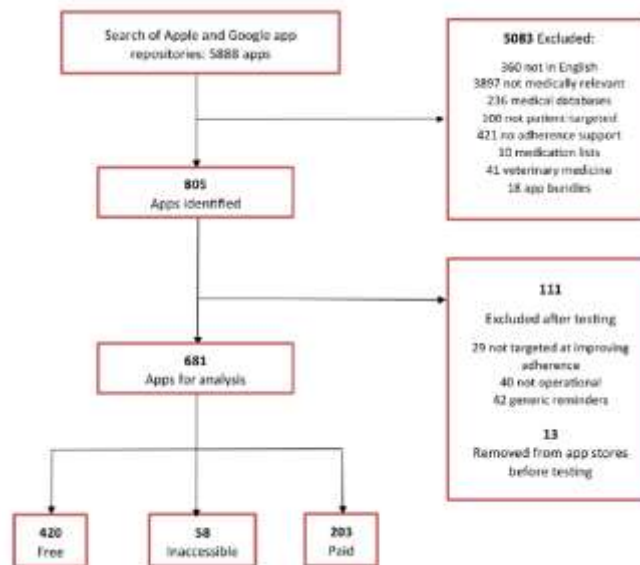 Search of Apple and Google app
repositories: 5888 apps
5083 Excluded:
360 not in English
3897 not medically relevant
236 medical databases
100 not patient targeted
421 no adherence support
10 medication lists
41 veterinary medicine
18 app bundles
805
Apps identified
111
Excluded after testing
29 not targeted at improving
adherence
40 not operational
42 generic reminders
13
Removed from app stores
before testing
681
Apps for analysis
420
Free
58
Inaccessible
203
Paid